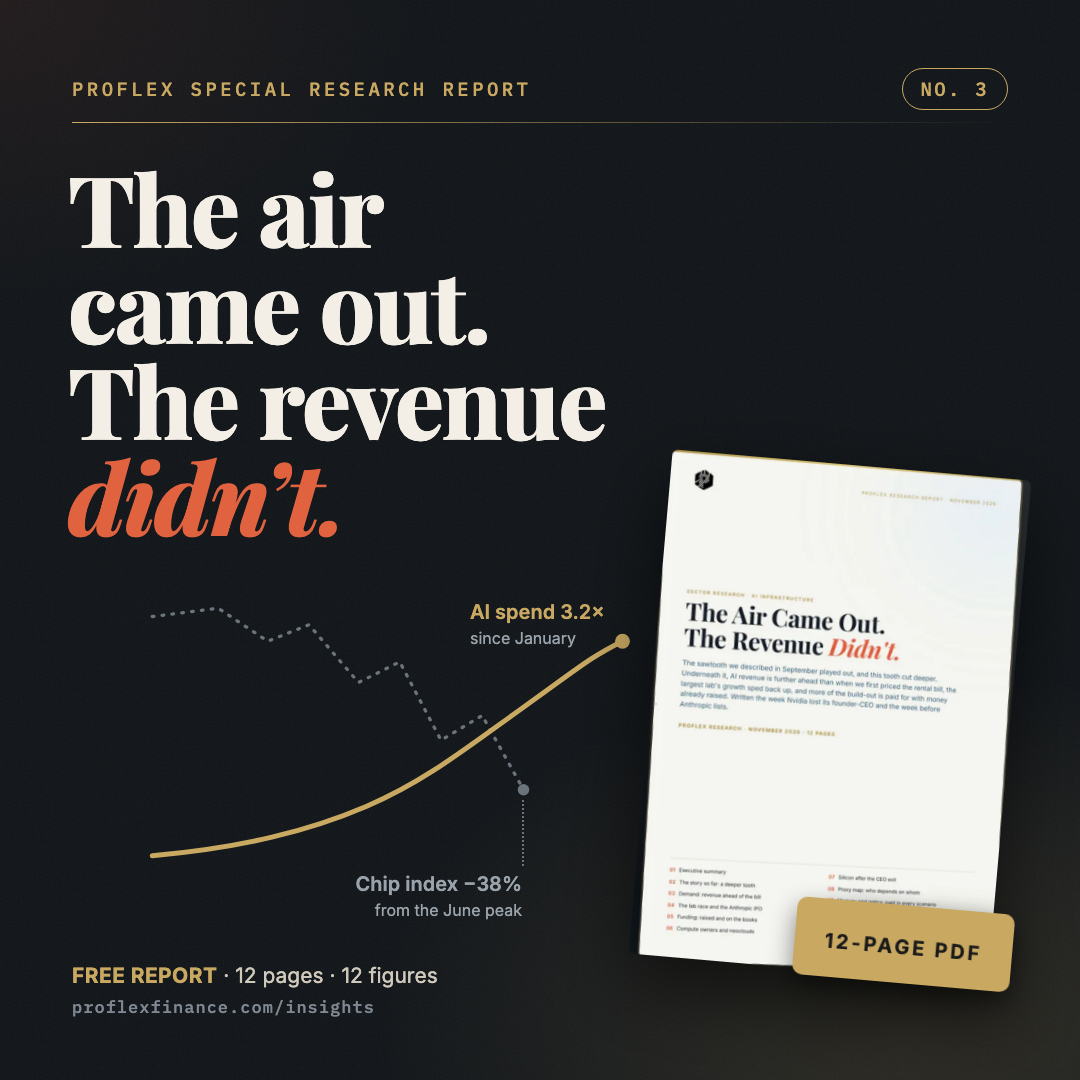 PROFLEX SPECIAL RESEARCH REPORT
NO. 3
The air
came out.
The revenue
didn’t.
AI spend 3.2×
since January
Chip index −38%
from the June peak
FREE REPORT · 12 pages · 12 figures
proflexfinance.com/insights
PROFLEX RESEARCH REPORT · NOVEMBER 2026
SECTOR RESEARCH · AI INFRASTRUCTURE
The Air Came Out.
The Revenue Didn't.
The sawtooth we described in September played out, and this tooth cut deeper.
Underneath it, AI revenue is further ahead than when we first priced the rental bill, the
largest lab's growth sped back up, and more of the build-out is paid for with money
already raised. Written the week Nvidia lost its founder-CEO and the week before
Anthropic lists.
PROFLEX RESEARCH · NOVEMBER 2026 · 12 PAGES
01 Executive summary
02 The story so far: a deeper tooth
03 Demand: revenue ahead of the bill
04 The lab race and the Anthropic IPO
05 Funding: raised and on the books
06 Compute owners and neoclouds
07 Silicon after the CEO exit
08 Proxy map: who depends on whom
12-PAGE PDF